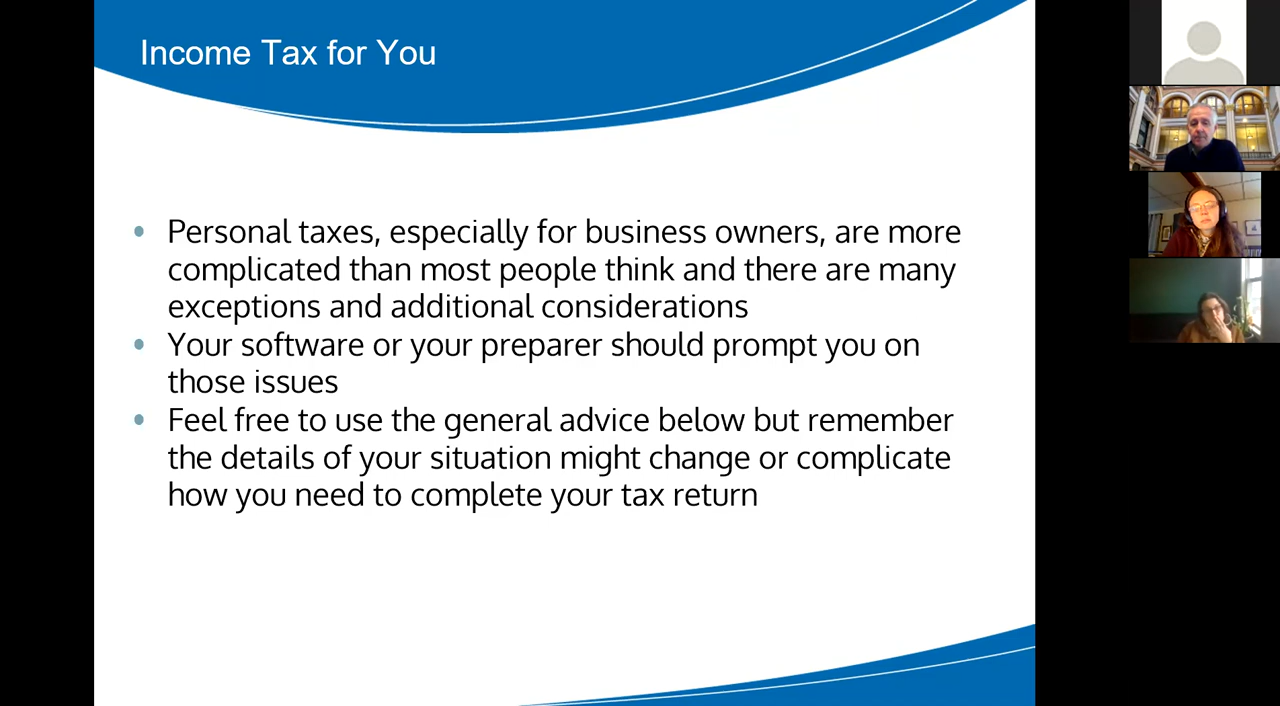 Income Tax for You
Personal taxes, especially for business owners, are more
complicated than most people think and there are many
exceptions and additional considerations
Your software or your preparer should prompt you on
those issues
Feel free to use the general advice below but remember
the details of your situation might change or complicate
how you need to complete your tax return